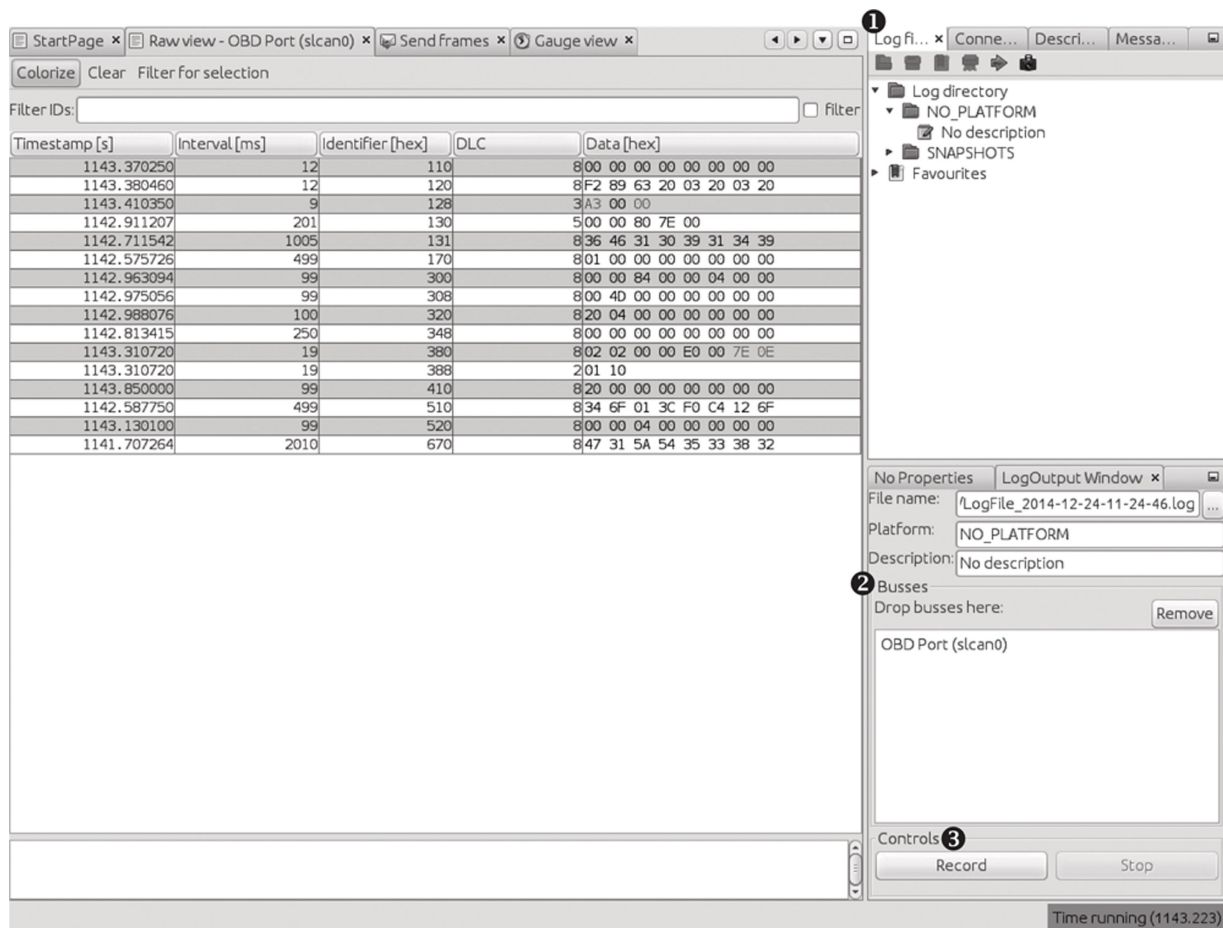 ❶
StartPage × Raw view - OBD Port (slcan0) × Send frames × Gauge view ×
Log fi... × Conne... Descri... Messa...
Colorize Clear Filter for selection
Filter IDs: filter
Timestamp [s] Interval [ms] Identifier [hex] DLC Data [hex]
1143.370250 12 110 8 00 00 00 00 00 00 00 00
1143.380460 12 120 8 F2 89 63 20 03 20 03 20
1143.410350 9 128 3 A3 00 00
1142.911207 201 130 5 00 00 80 7E 00
1142.711542 1005 131 8 36 46 31 30 39 31 34 39
1142.575726 499 170 8 01 00 00 00 00 00 00 00
1142.963094 99 300 8 00 00 84 00 00 04 00 00
1142.975056 99 308 8 00 4D 00 00 00 00 00 00
1142.988076 100 320 8 20 04 00 00 00 00 00 00
1142.813415 250 348 8 00 00 00 00 00 00 00 00
1143.310720 19 380 8 02 02 00 00 E0 00 7E 0E
1143.310720 19 388 2 01 10
1143.850000 99 410 8 20 00 00 00 00 00 00 00
1142.587750 499 510 8 34 6F 01 3C F0 C4 12 6F
1143.130100 99 520 8 00 00 04 00 00 00 00 00
1141.707264 2010 670 8 47 31 5A 54 35 33 38 32
Log directory
NO_PLATFORM
No description
SNAPSHOTS
Favourites
No Properties LogOutput Window ×
File name: /LogFile_2014-12-24-11-24-46.log ...
Platform: NO_PLATFORM
Description: No description
❷ Busses
Drop busses here: Remove
OBD Port (slcan0)
Controls ❸
Record Stop
Time running (1143.223)